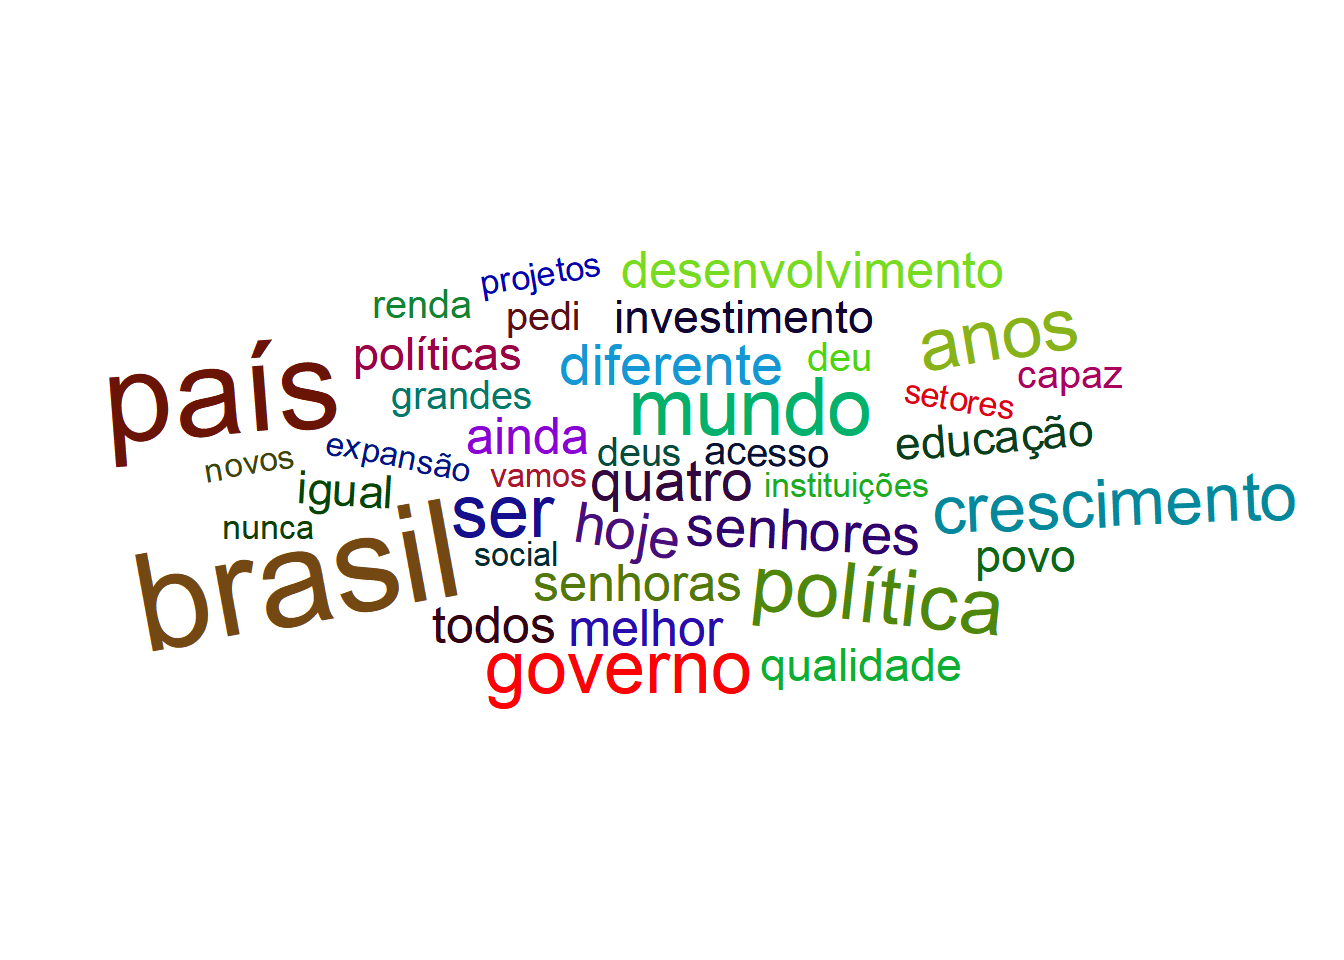 desenvolvimento
projetos
renda
pedi
investimento
anos
políticas
diferente
deu
capaz
país
grandes
mundo
setores
ainda
educação
novos
expansão
deus
acesso
vamos
quatro
instituições
igual
ser
crescimento
nunca
hoje
senhores
brasil
social
povo
senhoras
política
todos
melhor
governo
qualidade